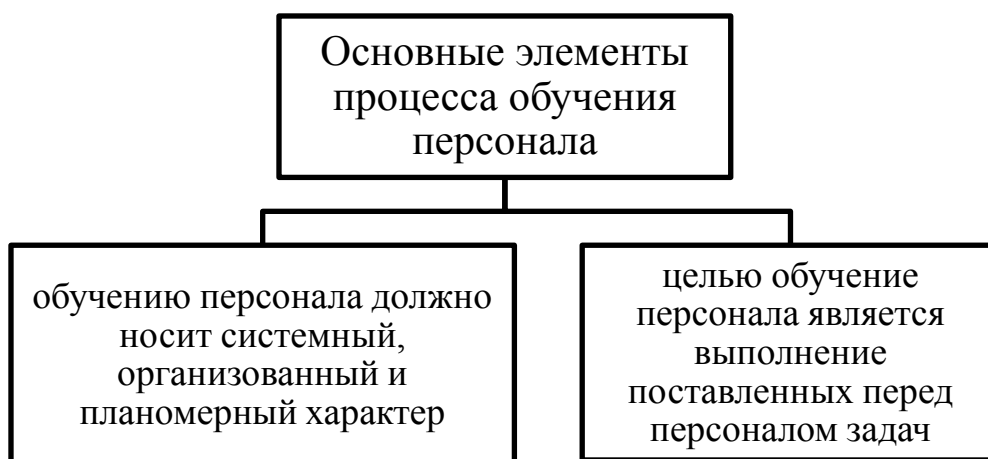 Основные элементы
процесса обучения
персонала
обучению персонала должно
носит системный,
организованный и
планомерный характер
целью обучение
персонала является
выполнение
поставленных перед
персоналом задач